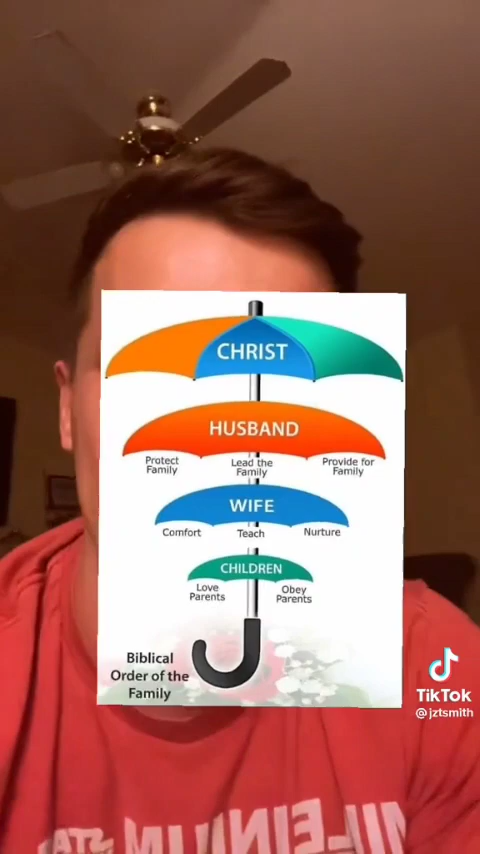 CHRIST
HUSBAND
Protect Family
Lead the Family
Provide for Family
WIFE
Comfort
Teach
Nurture
CHILDREN
Love Parents
Obey Parents
Biblical
Order of the
Family
TikTok
@jztsmith